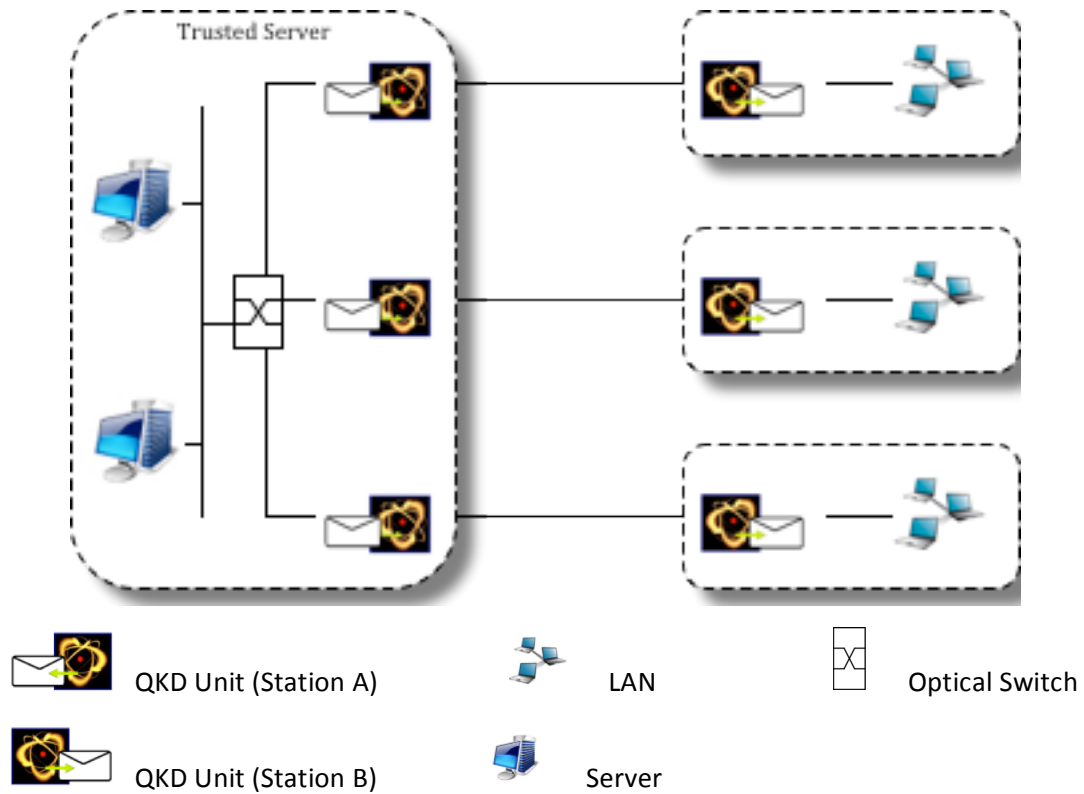 Trusted Server
QKD Unit (Station A)
LAN
Optical Switch
QKD Unit (Station B)
Server